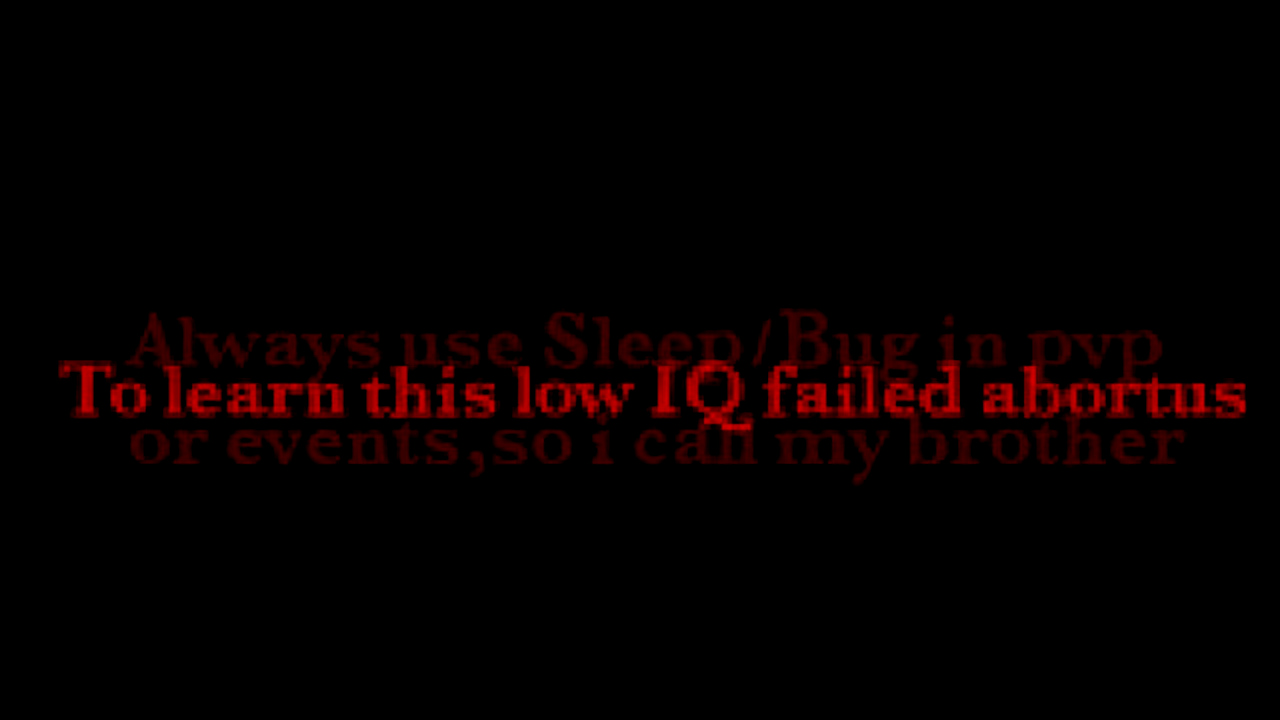 Always use Sleep/Bug in pvp
To learn this low IQ failed abortus
or events,so i call my brother